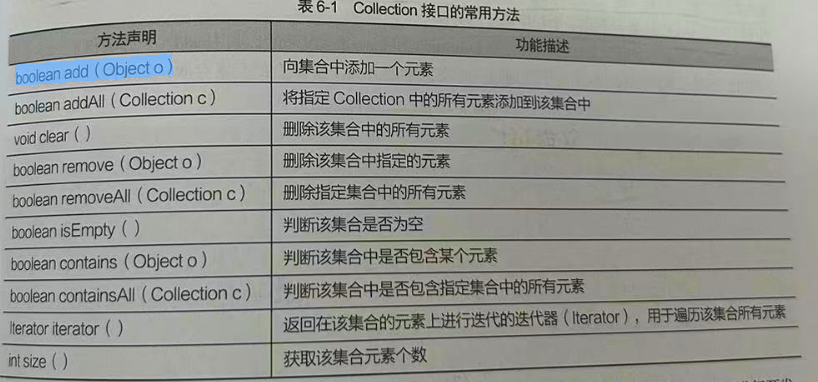 表 6-1 Collection 接口的常用方法
方法声明 功能描述
boolean add（Object o） 向集合中添加一个元素
boolean addAll（Collection c） 将指定 Collection 中的所有元素添加到该集合中
void clear（） 删除该集合中的所有元素
boolean remove（Object o） 删除该集合中指定的元素
boolean removeAll（Collection c） 删除指定集合中的所有元素
boolean isEmpty（） 判断该集合是否为空
boolean contains（Object o） 判断该集合中是否包含某个元素
boolean containsAll（Collection c） 判断该集合中是否包含指定集合中的所有元素
Iterator iterator（） 返回在该集合的元素上进行迭代的迭代器（Iterator），用于遍历该集合所有元素
int size（） 获取该集合元素个数